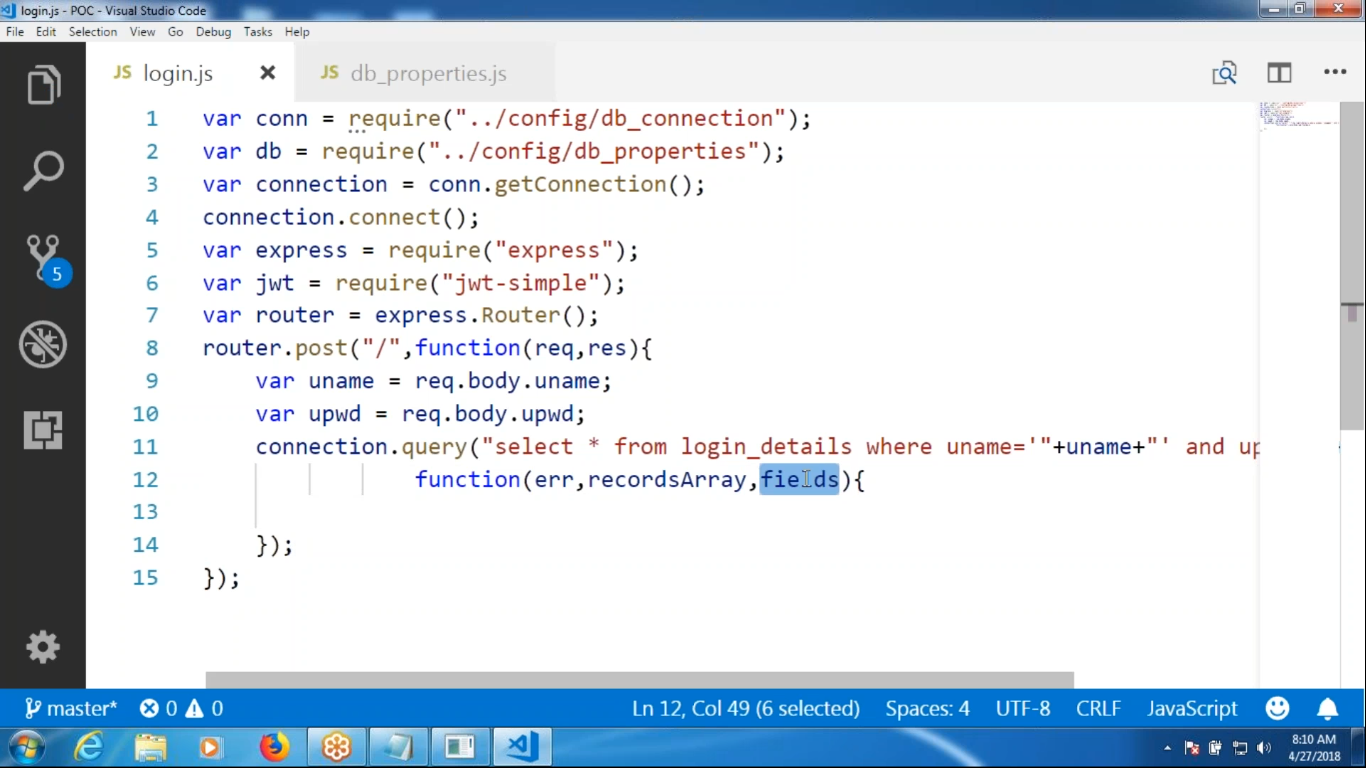 login.js - POC - Visual Studio Code
File Edit Selection View Go Debug Tasks Help
JS login.js JS db_properties.js
1 var conn = require("../config/db_connection");
2 var db = require("../config/db_properties");
3 var connection = conn.getConnection();
4 connection.connect();
5 var express = require("express");
6 var jwt = require("jwt-simple");
7 var router = express.Router();
8 router.post("/",function(req,res){
9 var uname = req.body.uname;
10 var upwd = req.body.upwd;
11 connection.query("select * from login_details where uname='"+uname+"' and up
12 function(err,recordsArray,fields){
13
14 });
15 });
5
master* 0 0 Ln 12, Col 49 (6 selected) Spaces: 4 UTF-8 CRLF JavaScript
8:10 AM
4/27/2018